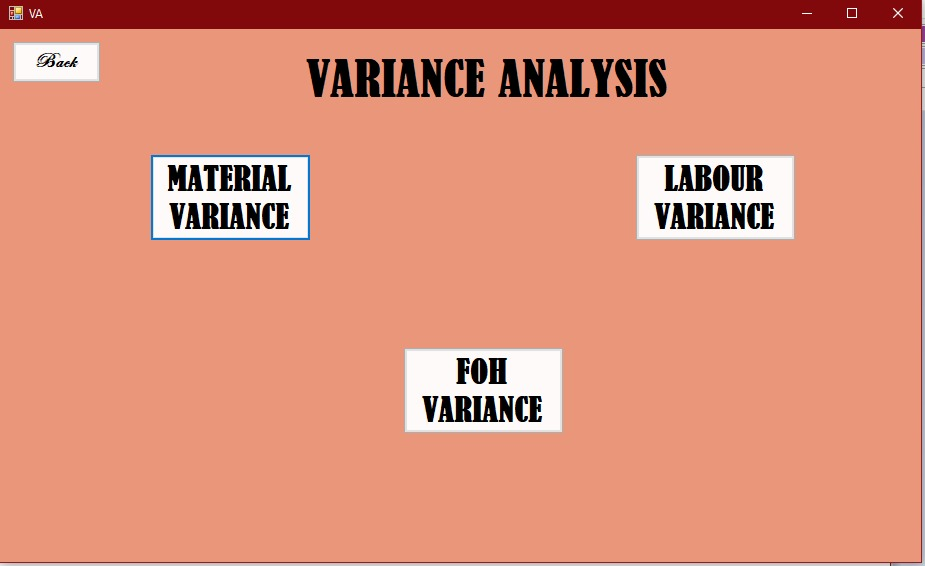 VA
Back
VARIANCE ANALYSIS
MATERIAL
VARIANCE
LABOUR
VARIANCE
FOH
VARIANCE